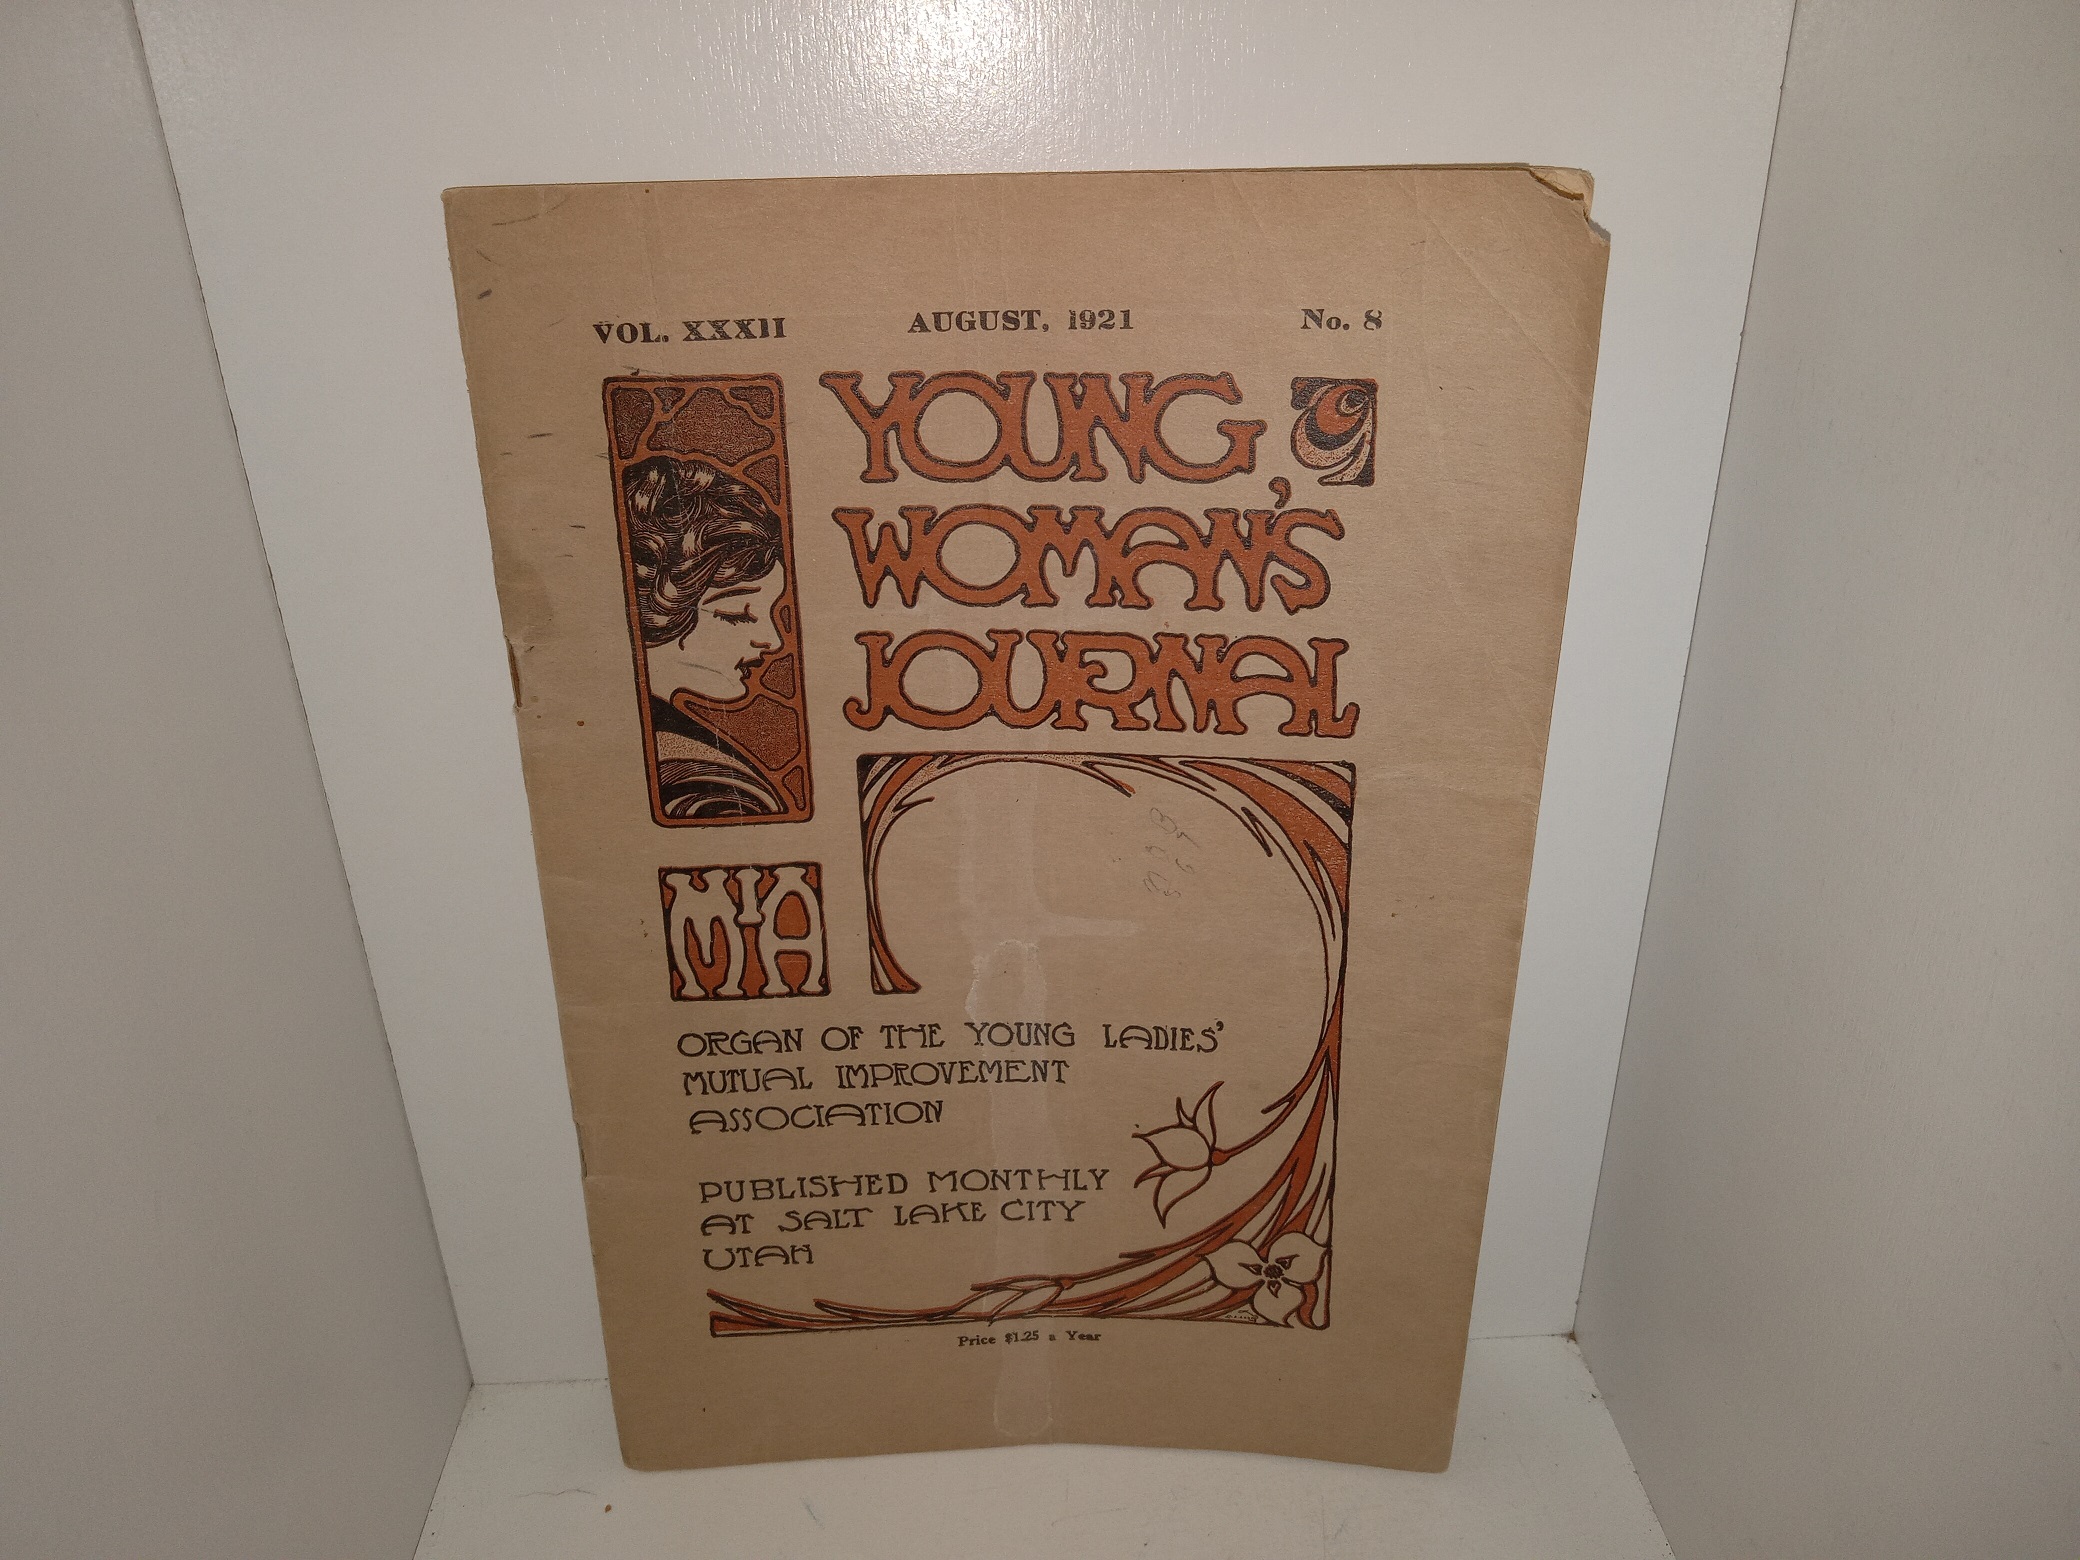 VOL. XXXII AUGUST, 1921 No. 8
YOUNG
WOMAN'S
JOURNAL
MIA
ORGAN OF THE YOUNG LADIES'
MUTUAL IMPROVEMENT
ASSOCIATION
PUBLISHED MONTHLY
AT SALT LAKE CITY
UTAH
Price $1.25 a Year